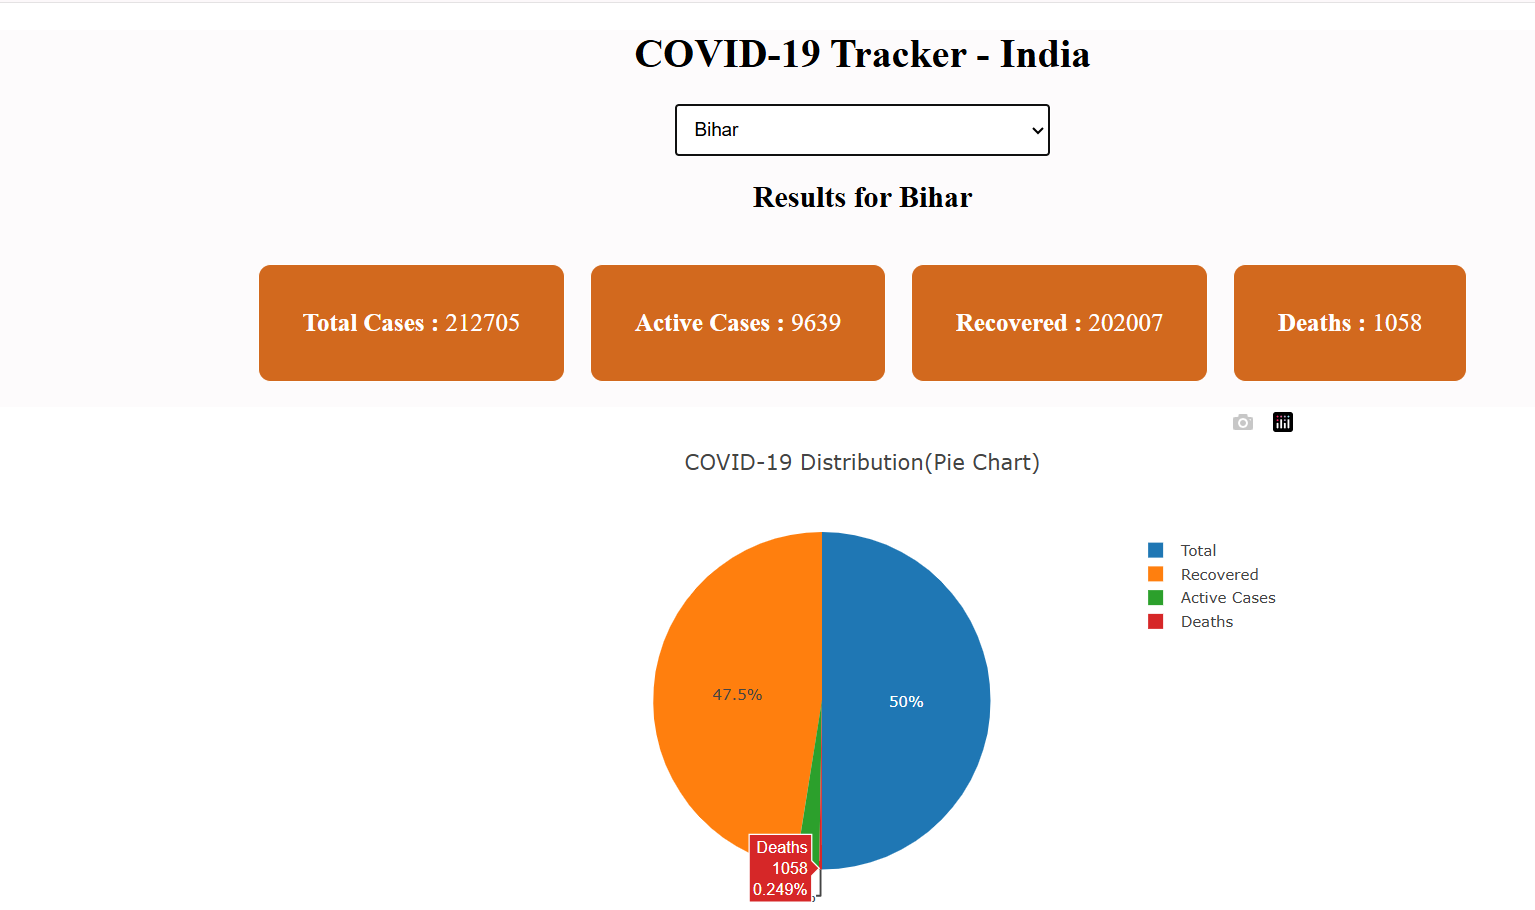 COVID-19 Tracker - India
Bihar
Results for Bihar
Total Cases : 212705
Active Cases : 9639
Recovered : 202007
Deaths : 1058
COVID-19 Distribution(Pie Chart)
Total
Recovered
Active Cases
Deaths
47.5%
50%
Deaths
1058
0.249%